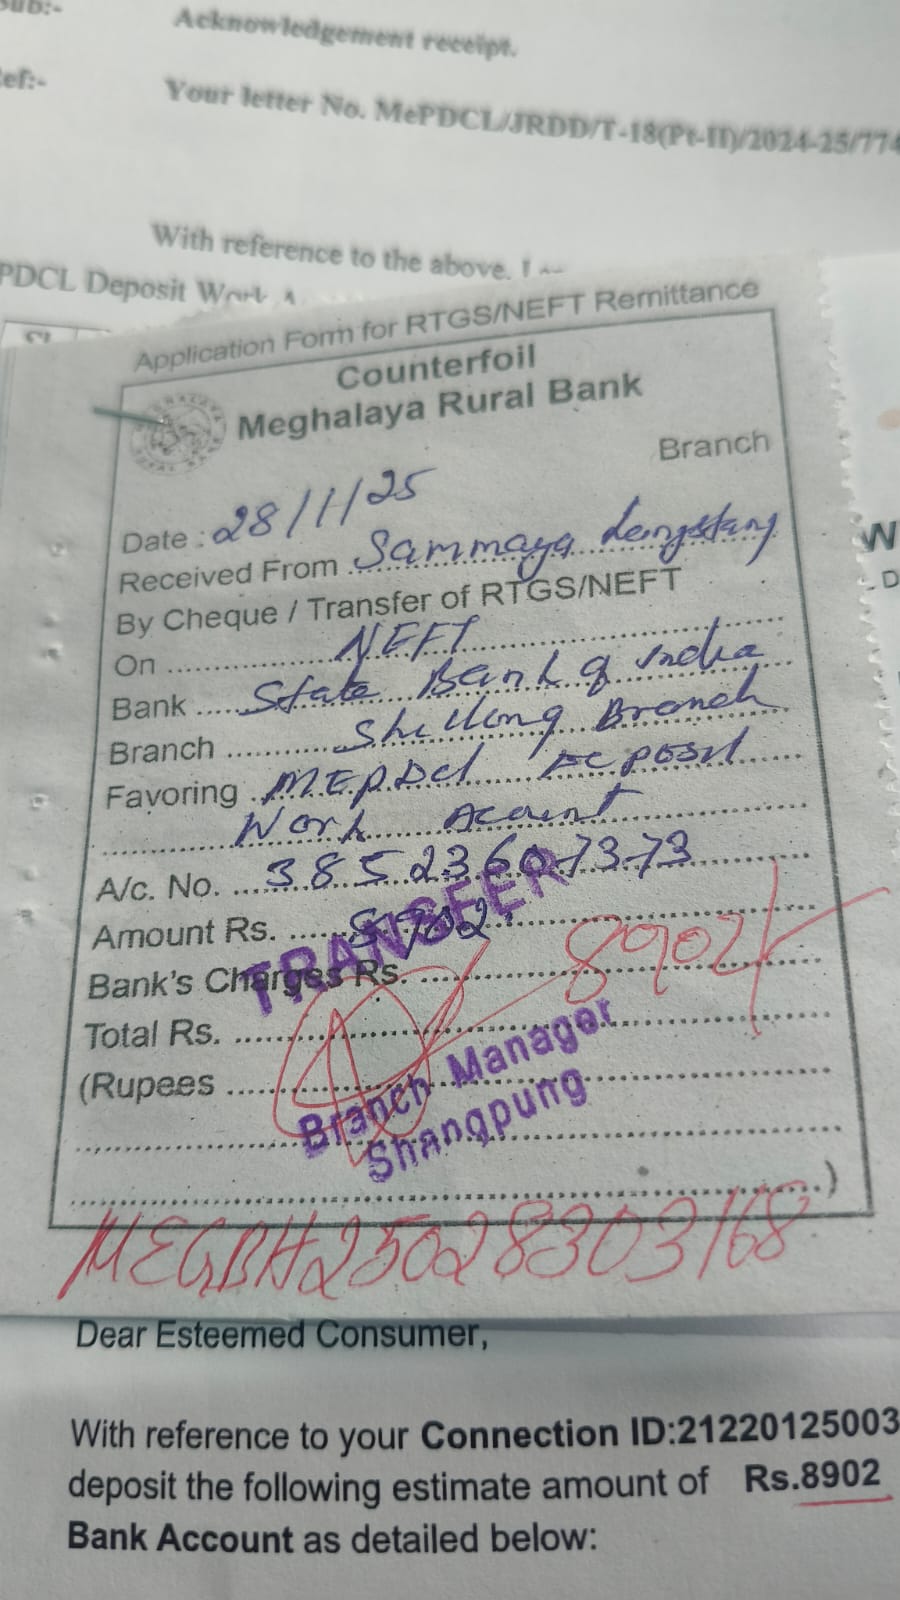 Sub:-
Acknowledgement receipt.
Ref:-
Your letter No. MePDCL/JRDD/T-18(Pt-II)/2024-25/774
With reference to the above, I
PDCL Deposit Work A
Application Form for RTGS/NEFT Remittance
Counterfoil
Meghalaya Rural Bank
Branch
Date : 28/1/25
Received From Sammaya
By Cheque / Transfer of RTGS/NEFT
On NEFT
Bank State Bank of India
Branch Shillong Branch
Favoring MEPDCL Deposit
Work Account
A/c. No. 38523607373
Amount Rs. 8902
TRANSFER
Bank's Charges Rs.
8902/
Total Rs.
(Rupees
Branch Manager
Shangpung
)
MEGBH25028303168
Dear Esteemed Consumer,
With reference to your Connection ID:21220125003
deposit the following estimate amount of Rs.8902
Bank Account as detailed below: